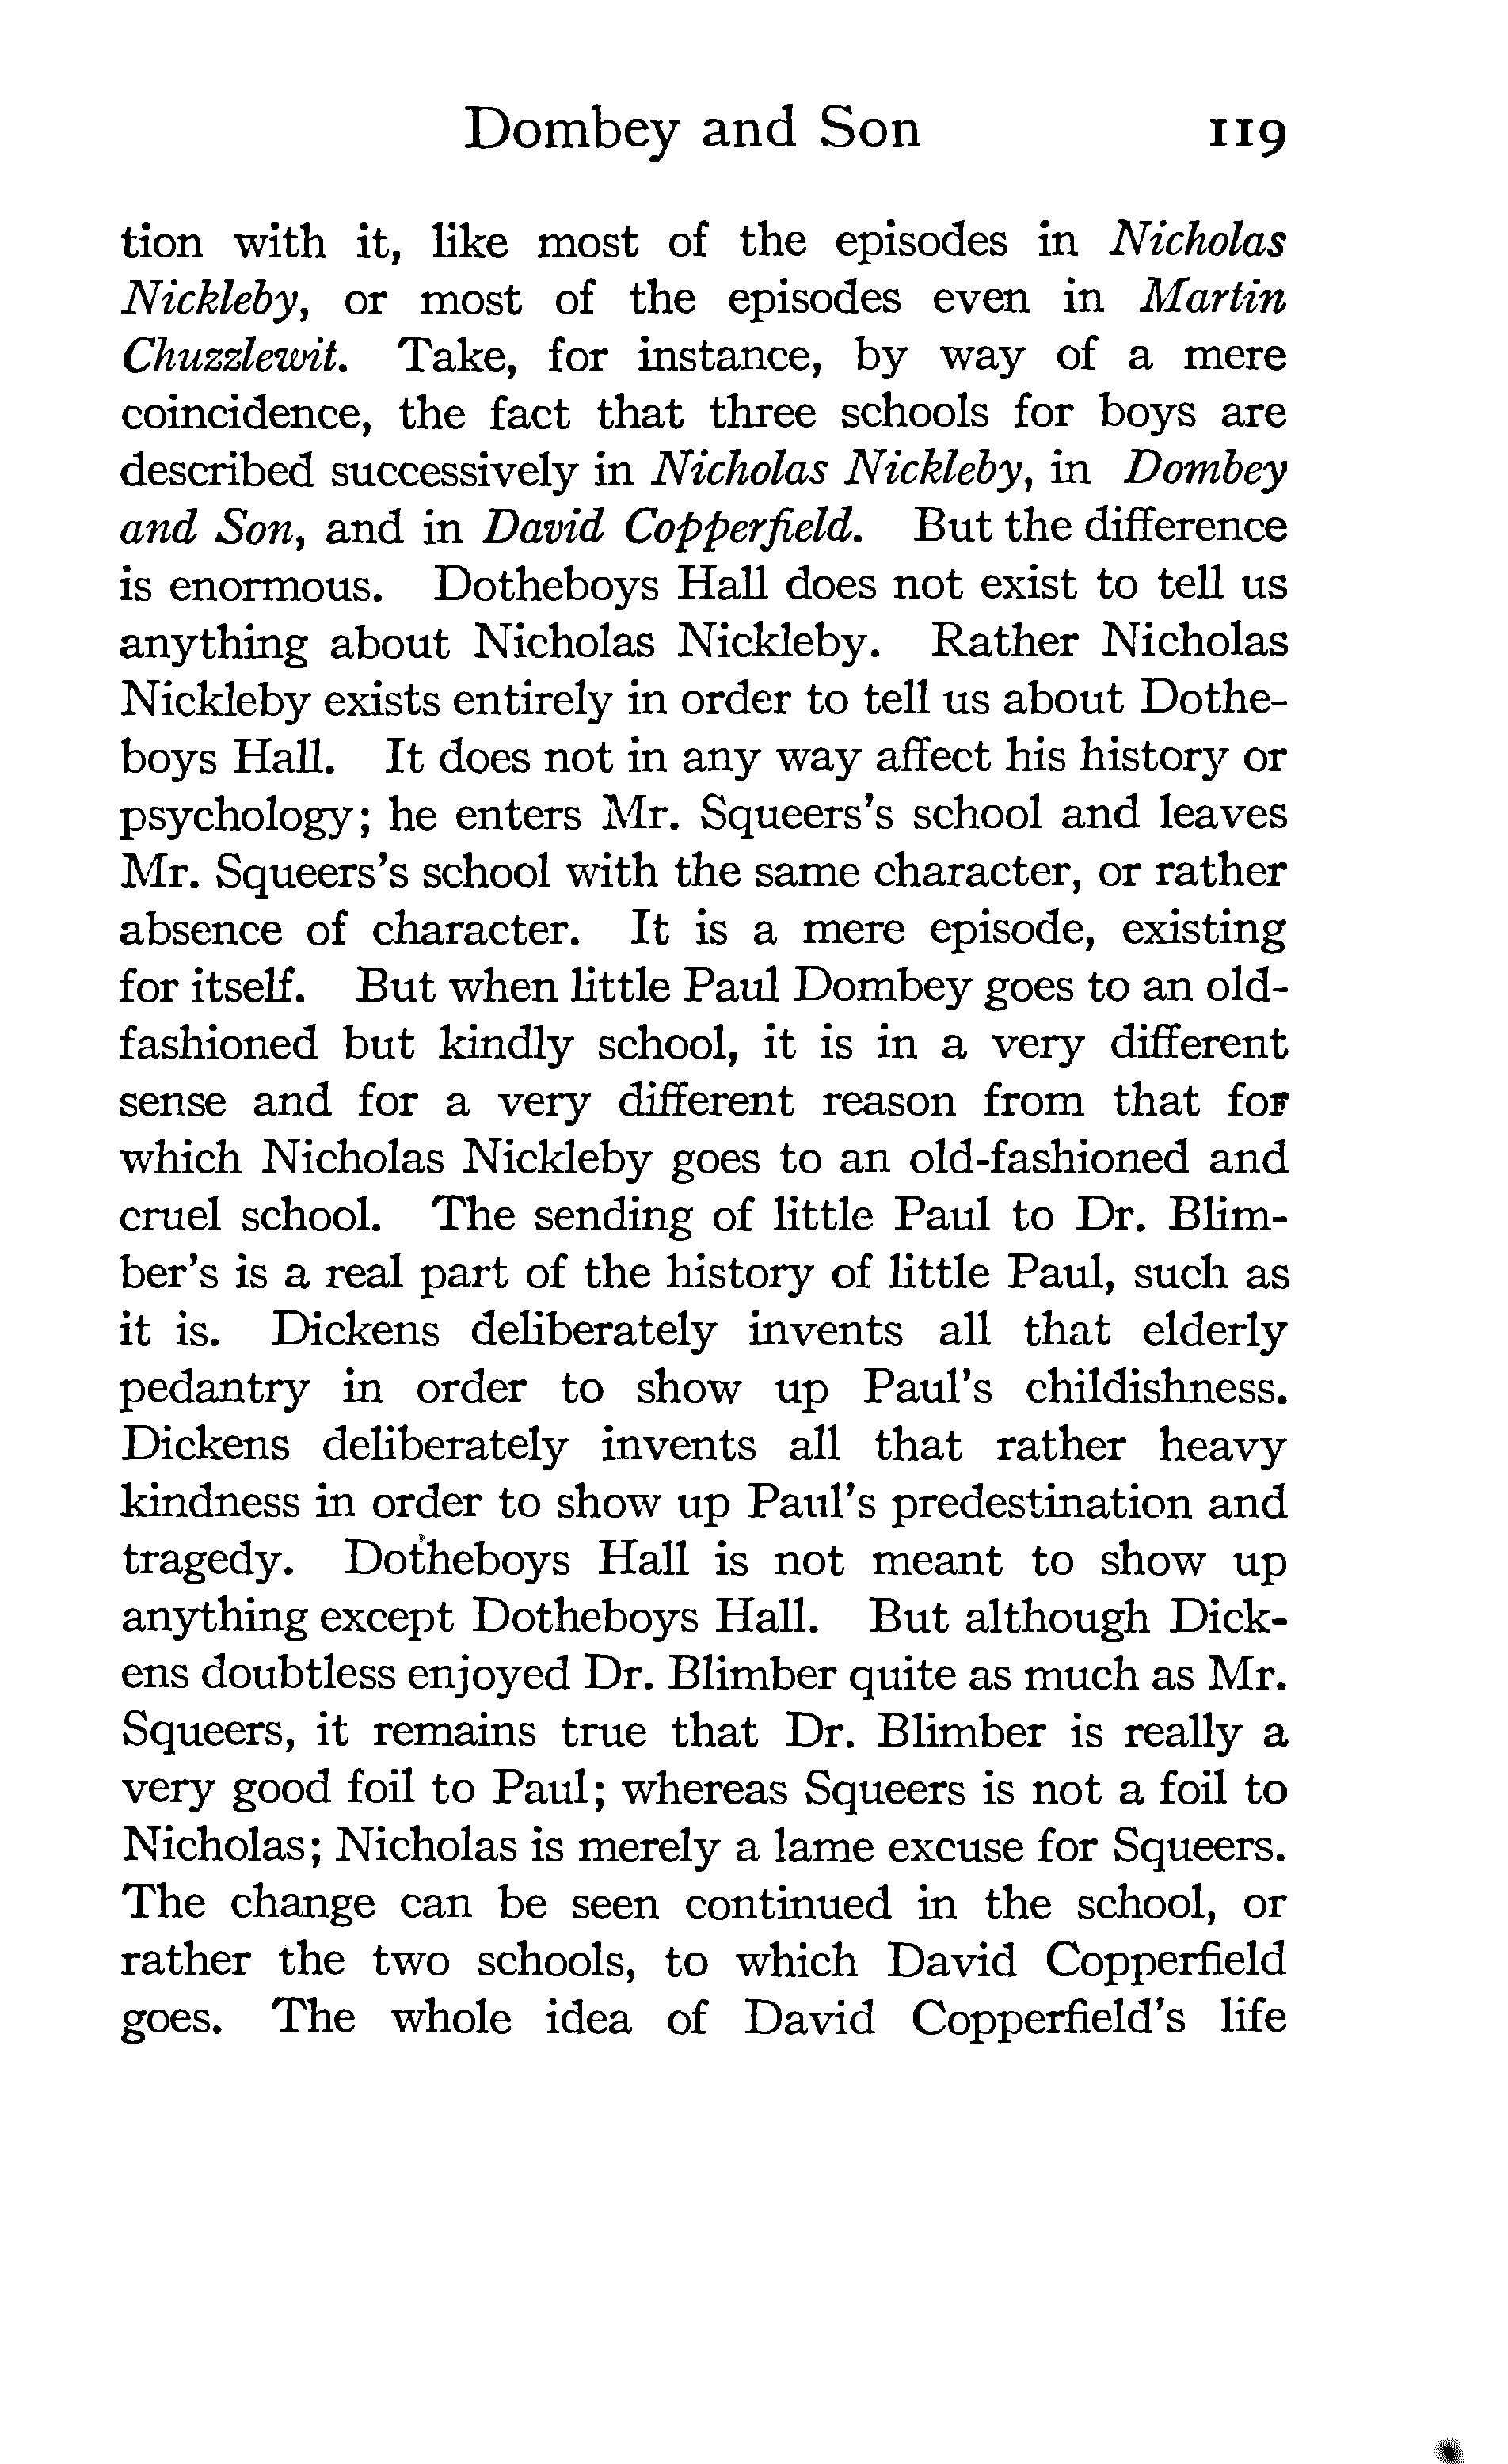 Dombey and Son 119
tion with it, like most of the episodes in Nicholas
Nickleby, or most of the episodes even in Martin
Chuzzlewit. Take, for instance, by way of a mere
coincidence, the fact that three schools for boys are
described successively in Nicholas Nickleby, in Dombey
and Son, and in David Copperfield. But the difference
is enormous. Dotheboys Hall does not exist to tell us
anything about Nicholas Nickleby. Rather Nicholas
Nickleby exists entirely in order to tell us about Dothe-
boys Hall. It does not in any way affect his history or
psychology; he enters Mr. Squeers's school and leaves
Mr. Squeers's school with the same character, or rather
absence of character. It is a mere episode, existing
for itself. But when little Paul Dombey goes to an old-
fashioned but kindly school, it is in a very different
sense and for a very different reason from that for
which Nicholas Nickleby goes to an old-fashioned and
cruel school. The sending of little Paul to Dr. Blim-
ber's is a real part of the history of little Paul, such as
it is. Dickens deliberately invents all that elderly
pedantry in order to show up Paul's childishness.
Dickens deliberately invents all that rather heavy
kindness in order to show up Paul's predestination and
tragedy. Dotheboys Hall is not meant to show up
anything except Dotheboys Hall. But although Dick-
ens doubtless enjoyed Dr. Blimber quite as much as Mr.
Squeers, it remains true that Dr. Blimber is really a
very good foil to Paul; whereas Squeers is not a foil to
Nicholas; Nicholas is merely a lame excuse for Squeers.
The change can be seen continued in the school, or
rather the two schools, to which David Copperfield
goes. The whole idea of David Copperfield's life